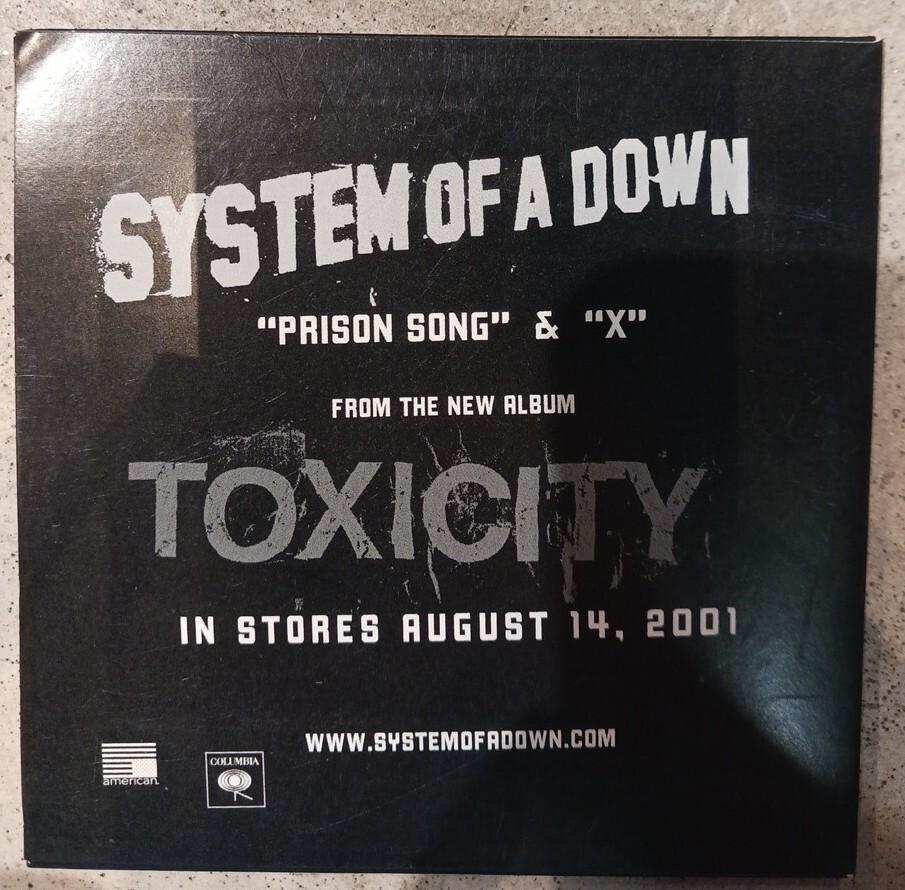 SYSTEM OF A DOWN
"PRISON SONG" & "X"
FROM THE NEW ALBUM
TOXICITY
IN STORES AUGUST 14, 2001
WWW.SYSTEMOFADOWN.COM
american
COLUMBIA